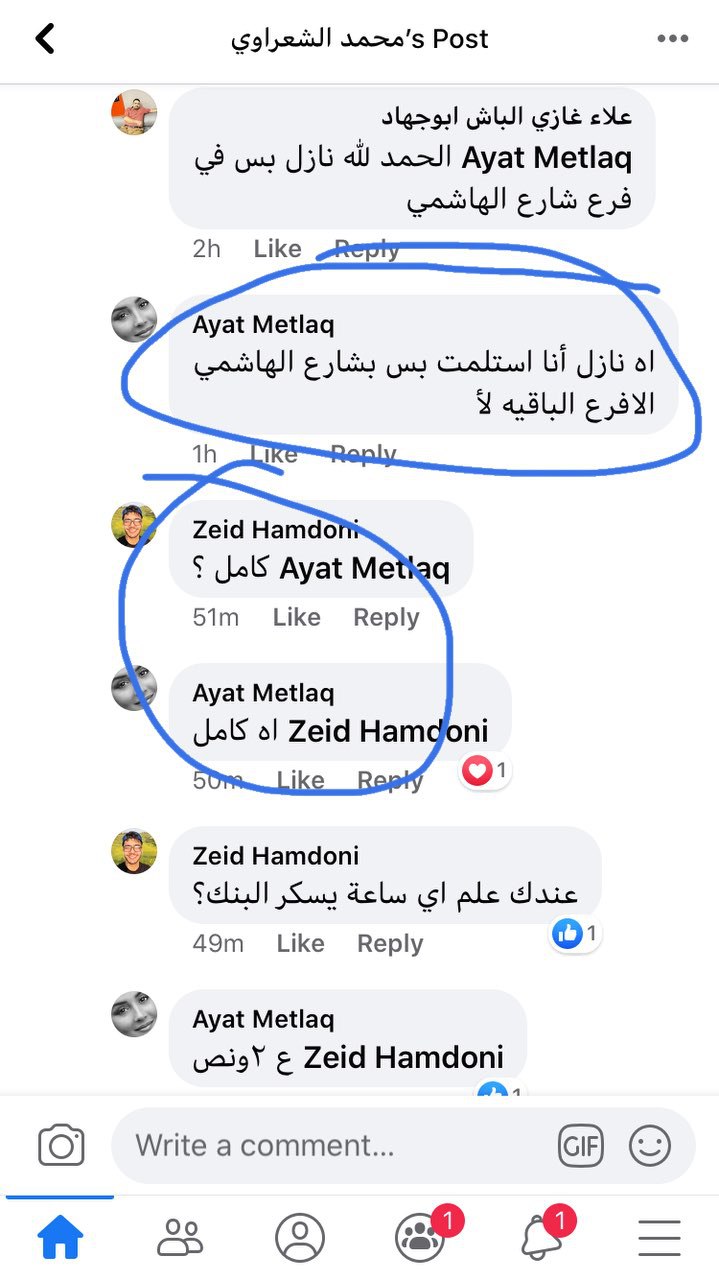 محمد الشعراوي's Post
علاء غازي الباش ابوجهاد
Ayat Metlaq الحمد لله نازل بس في
فرع شارع الهاشمي
2h Like Reply
Ayat Metlaq
اه نازل أنا استلمت بس بشارع الهاشمي
الافرع الباقيه لأ
1h Like Reply
Zeid Hamdoni
Ayat Metlaq كامل ؟
51m Like Reply
Ayat Metlaq
Zeid Hamdoni اه كامل
50m Like Reply 1
Zeid Hamdoni
عندك علم اي ساعة يسكر البنك؟
49m Like Reply 1
Ayat Metlaq
Zeid Hamdoni ع ٢ونص
1
Write a comment... GIF
1 1